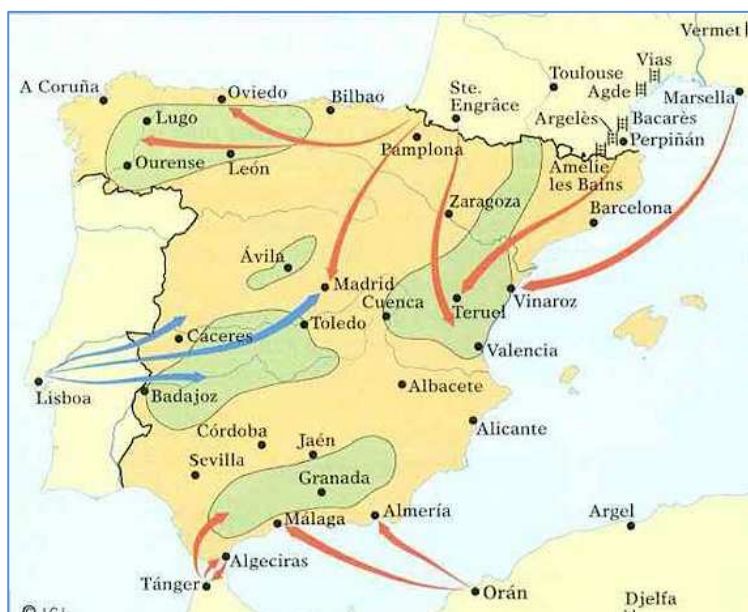 Vermet
Vias
Toulouse
Agde
Marsella
Ste.
Engrâce
Argelès
Bacarès
Perpiñán
A Coruña
Oviedo
Bilbao
Lugo
Pamplona
Amélie
les Bains
Ourense
León
Zaragoza
Barcelona
Ávila
Madrid
Cuenca
Teruel
Vinaroz
Toledo
Cáceres
Valencia
Lisboa
Badajoz
Albacete
Alicante
Córdoba
Jaén
Sevilla
Granada
Málaga
Almería
Argel
Algeciras
Tánger
Orán
Djelfa